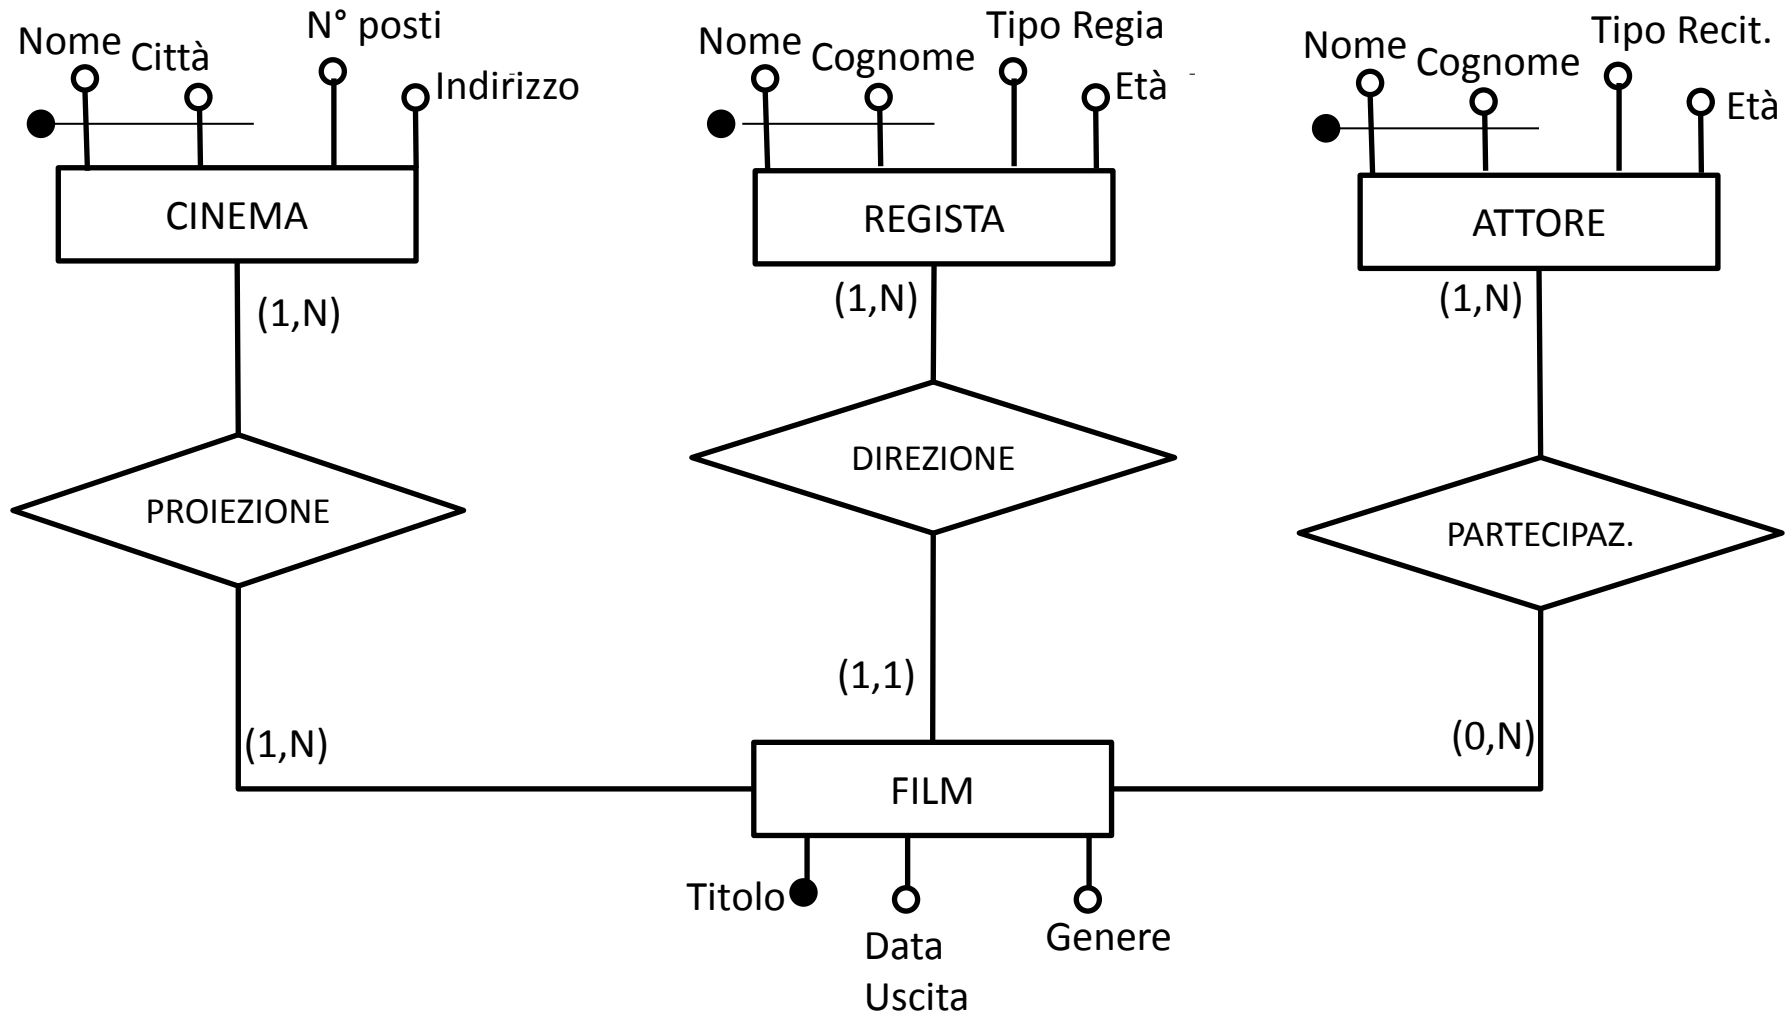 Nome
Città
N° posti
Indirizzo
CINEMA
(1,N)
PROIEZIONE
(1,N)
Nome
Cognome
Tipo Regia
Età
REGISTA
(1,N)
DIREZIONE
(1,1)
Nome
Cognome
Tipo Recit.
Età
ATTORE
(1,N)
PARTECIPAZ.
(0,N)
FILM
Titolo
Data
Uscita
Genere